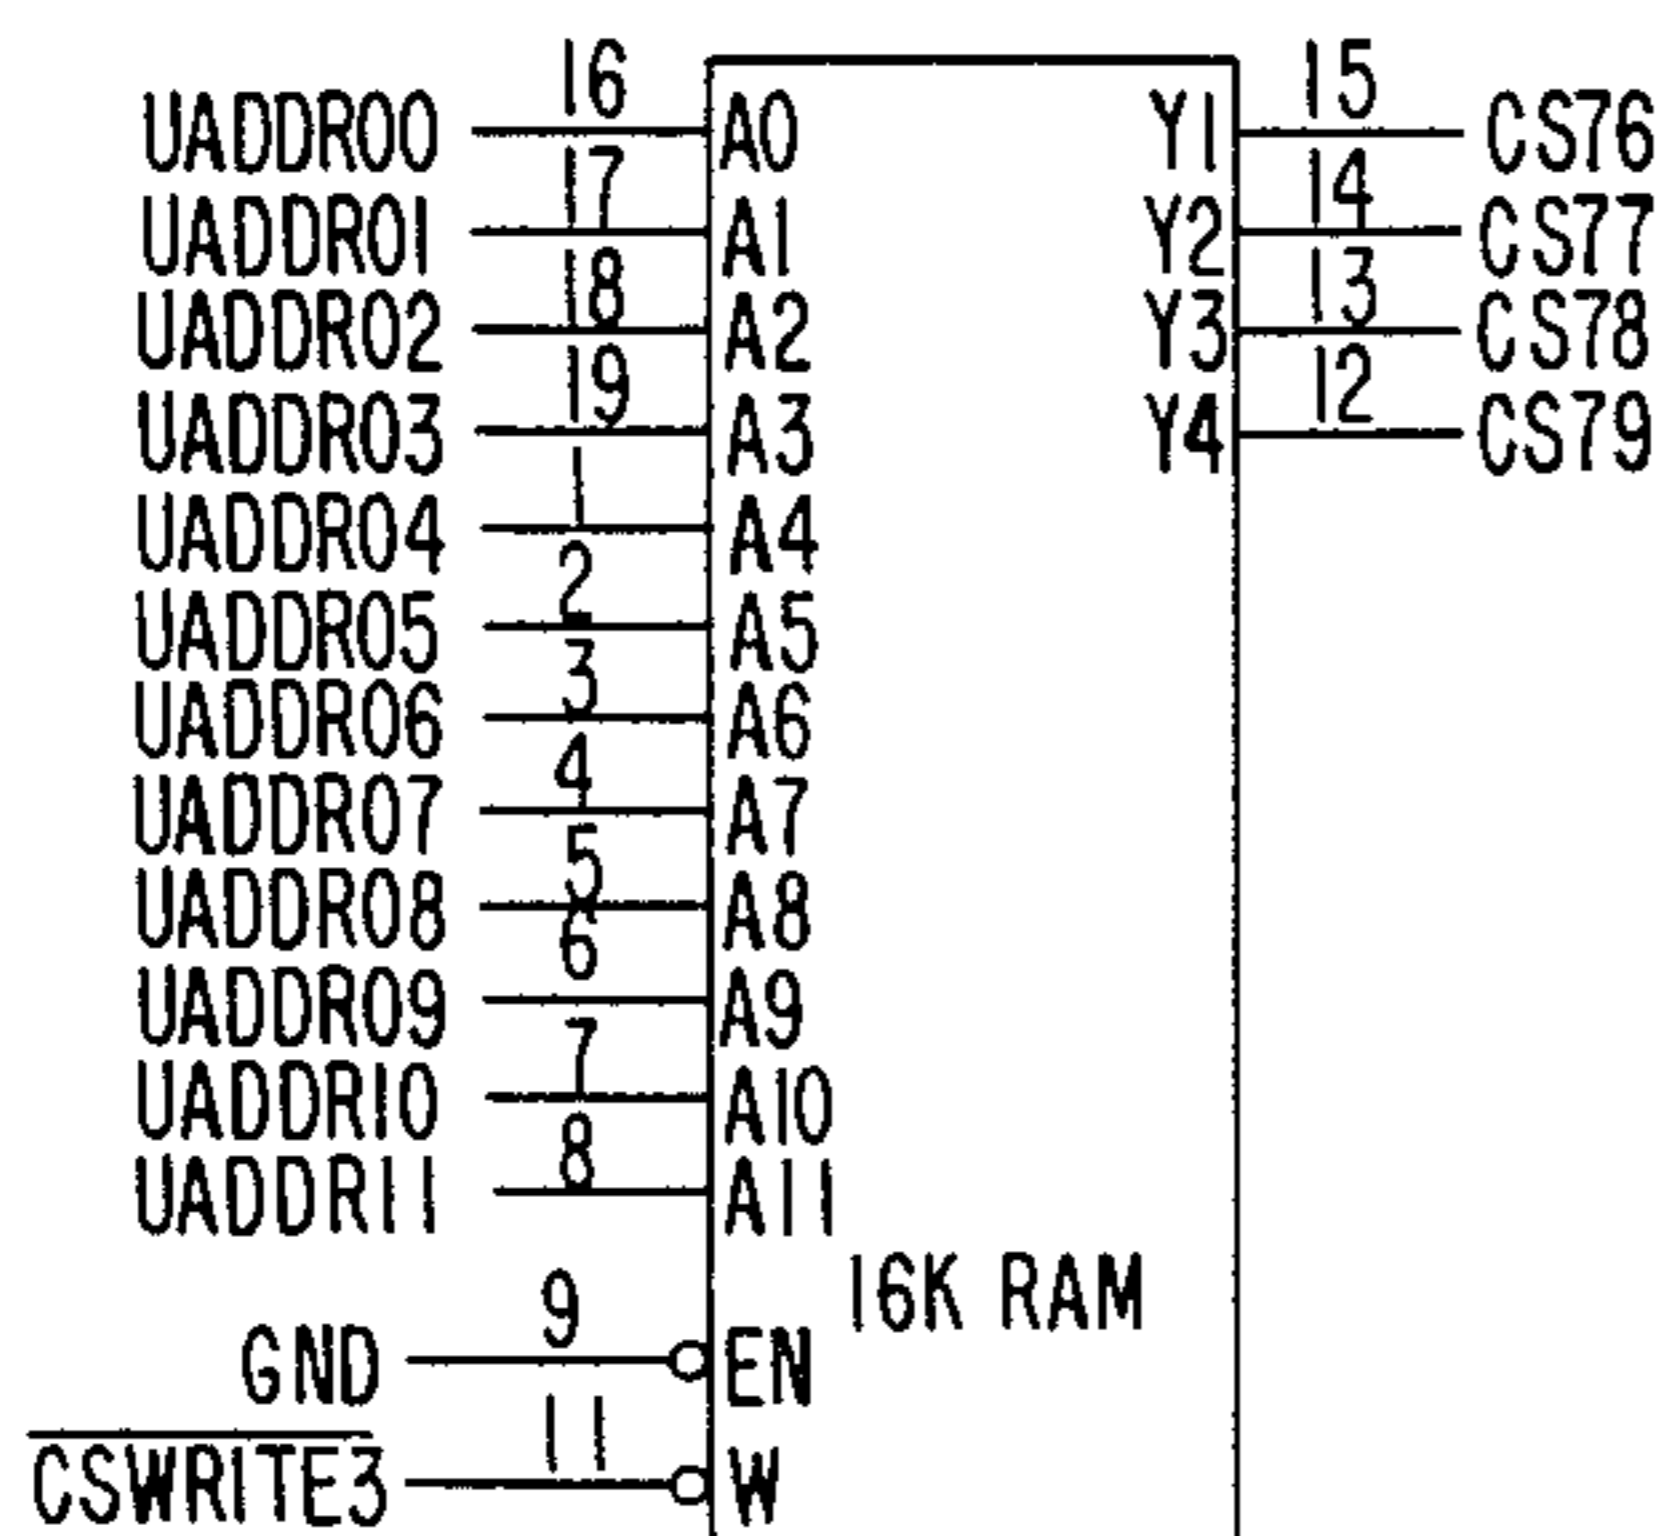 16 15
UADDR00 A0 Y1 CS76
17 14
UADDR01 A1 Y2 CS77
18 13
UADDR02 A2 Y3 CS78
19 12
UADDR03 A3 Y4 CS79
1
UADDR04 A4
2
UADDR05 A5
3
UADDR06 A6
4
UADDR07 A7
5
UADDR08 A8
6
UADDR09 A9
7
UADDR10 A10
8
UADDR11 A11
16K RAM
9
GND EN
11
CSWRITE3 W